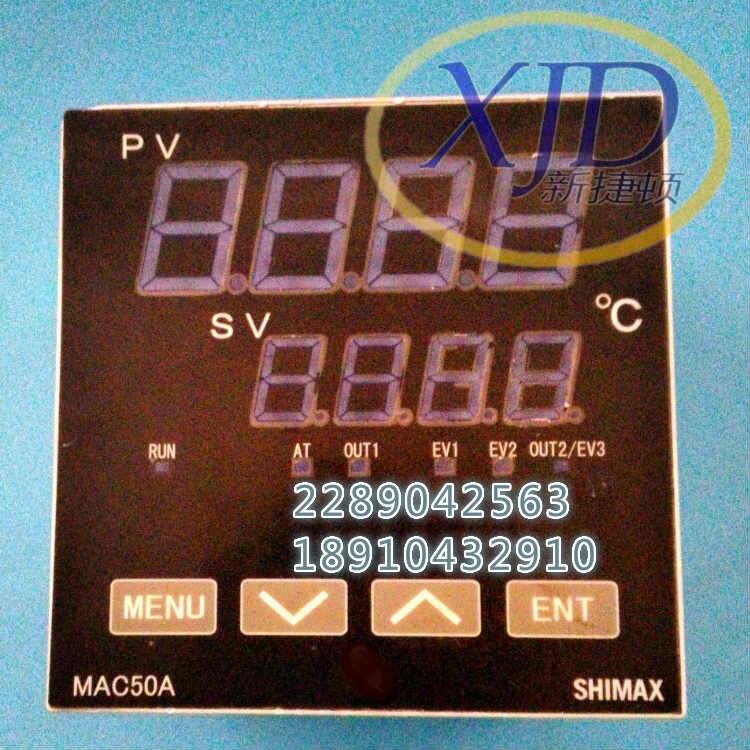 XJD
新捷顿
PV
SV
°C
RUN AT OUT1 EV1 EV2 OUT2/EV3
2289042563
18910432910
MENU ENT
MAC50A SHIMAX